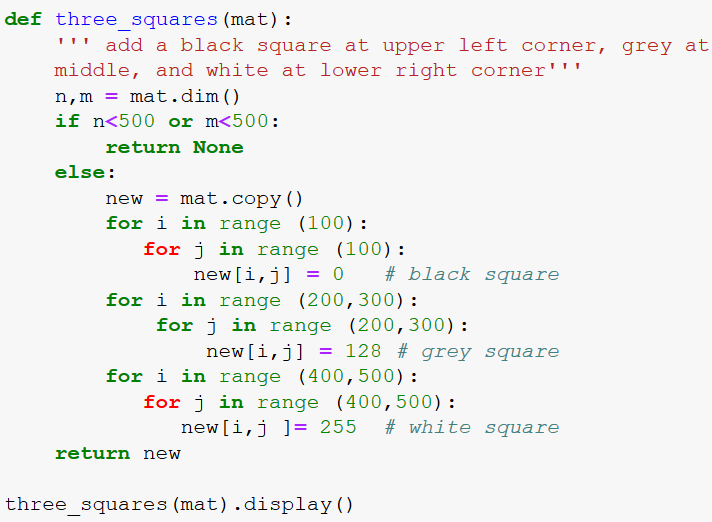 def three_squares(mat):
    ''' add a black square at upper left corner, grey at
    middle, and white at lower right corner'''
    n,m = mat.dim()
    if n<500 or m<500:
        return None
    else:
        new = mat.copy()
        for i in range (100):
           for j in range (100):
               new[i,j] = 0   # black square
        for i in range (200,300):
            for j in range (200,300):
                new[i,j] = 128 # grey square
        for i in range (400,500):
           for j in range (400,500):
              new[i,j ]= 255  # white square
    return new

three_squares(mat).display()